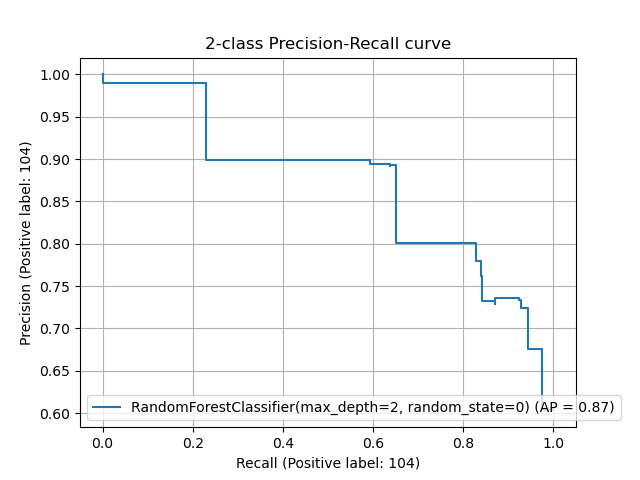 2-class Precision-Recall curve
1.00
0.95
0.90
0.85
0.80
0.75
0.70
0.65
0.60
Precision (Positive label: 104)
RandomForestClassifier(max_depth=2, random_state=0) (AP = 0.87)
0.0 0.2 0.4 0.6 0.8 1.0
Recall (Positive label: 104)